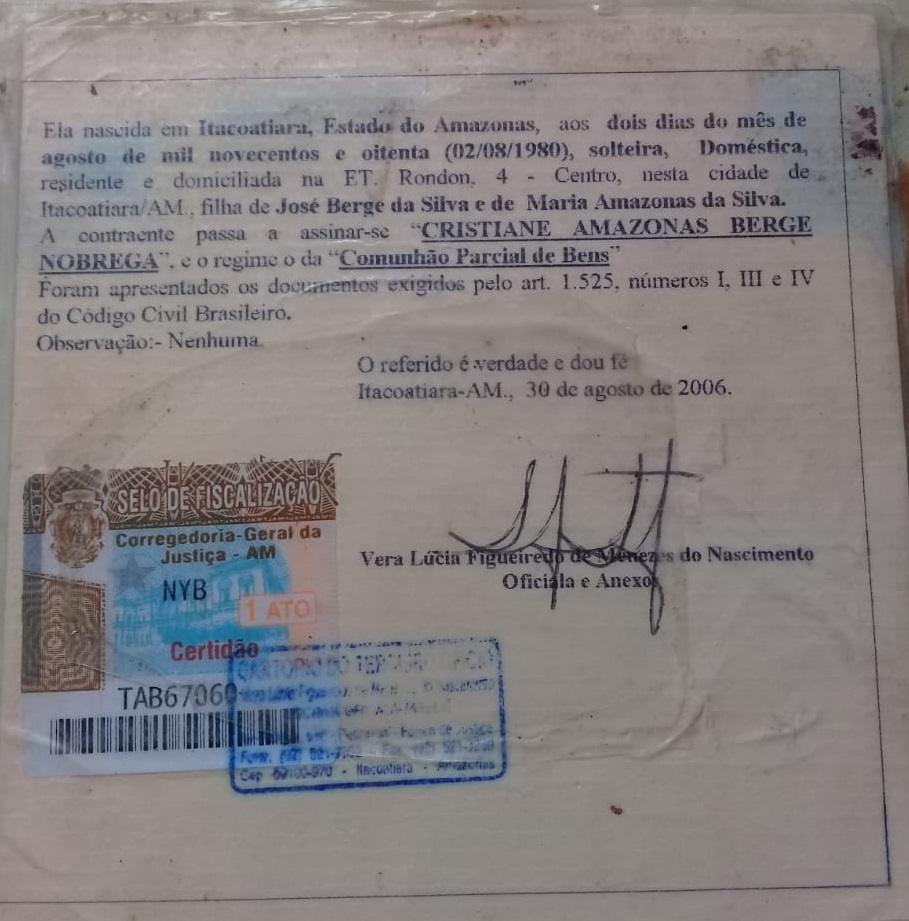 Ela nascida em Itacoatiara, Estado do Amazonas, aos dois dias do mês de
agosto de mil novecentos e oitenta (02/08/1980), solteira, Doméstica,
residente e domiciliada na ET. Rondon, 4 - Centro, nesta cidade de
Itacoatiara/AM., filha de José Berge da Silva e de Maria Amazonas da Silva.
A contraente passa a assinar-se “CRISTIANE AMAZONAS BERGE
NOBREGA”, e o regime o da “Comunhão Parcial de Bens”
Foram apresentados os documentos exigidos pelo art. 1.525, números I, III e IV
do Código Civil Brasileiro.
Observação:- Nenhuma.
O referido é verdade e dou fé
Itacoatiara-AM., 30 de agosto de 2006.
Vera Lúcia Figueiredo de Menezes do Nascimento
Oficiala e Anexos
SELO DE FISCALIZAÇÃO
Corregedoria-Geral da
Justiça - AM
NYB
1 ATO
Certidão
TAB67060
CARTORIO DO
Itacoatiara - Amazonas